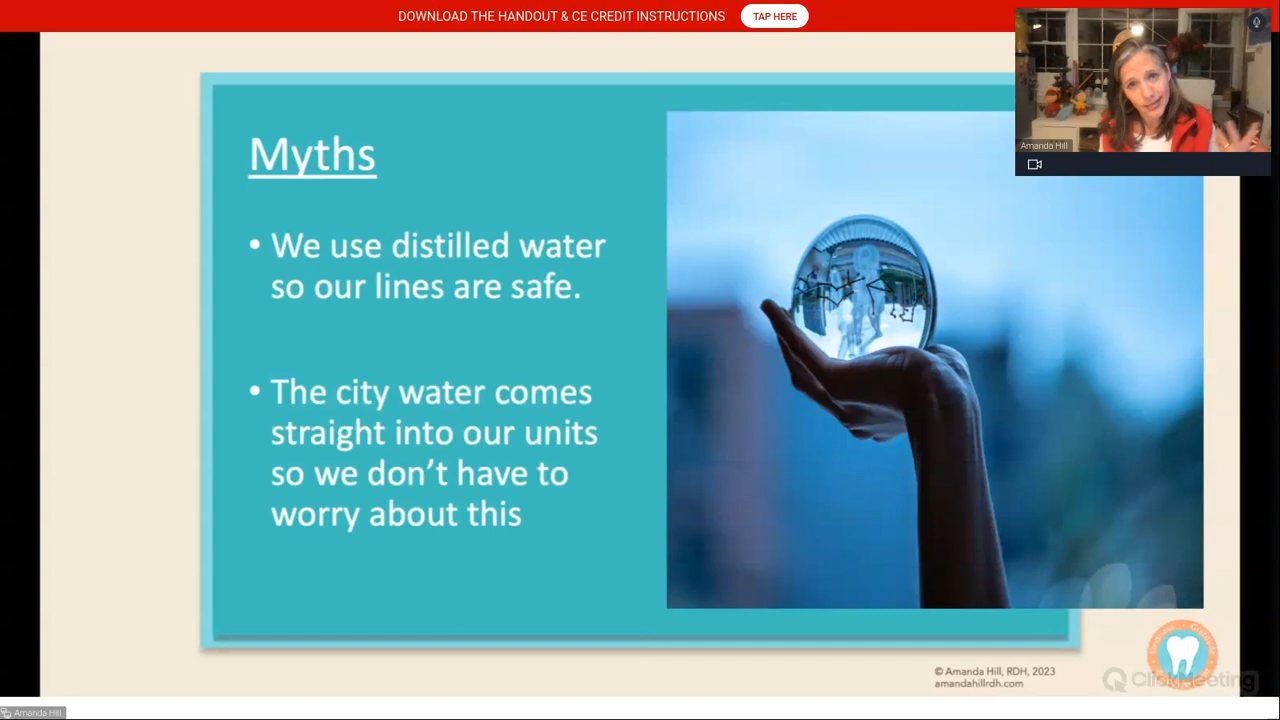 DOWNLOAD THE HANDOUT & CE CREDIT INSTRUCTIONS TAP HERE
Amanda Hill
Myths
• We use distilled water
so our lines are safe.
• The city water comes
straight into our units
so we don't have to
worry about this
Gratitude
© Amanda Hill, RDH, 2023
amandahillrdh.com
ClickMeeting
Amanda Hill